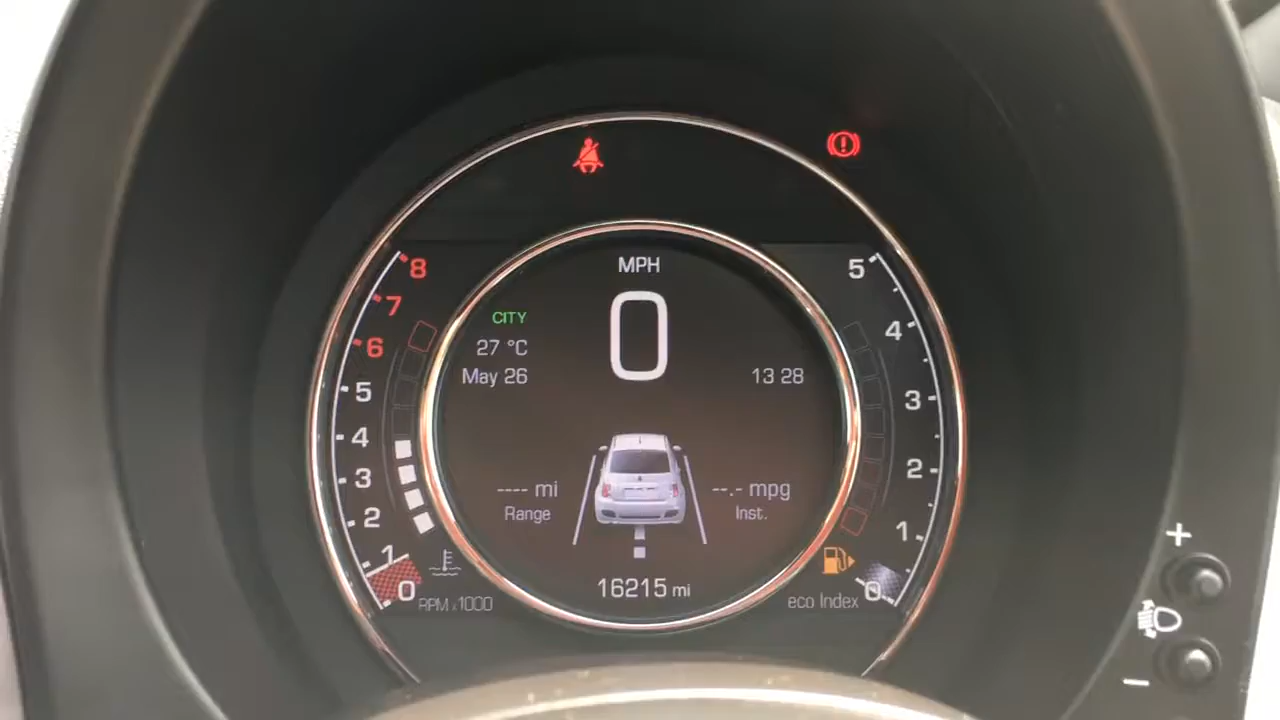 MPH
0
CITY
27 °C
May 26
13 28
8
7
6
5
4
3
2
1
0
RPM x1000
5
4
3
2
1
0
eco Index
---- mi
Range
--.- mpg
Inst.
16215 mi
+
−